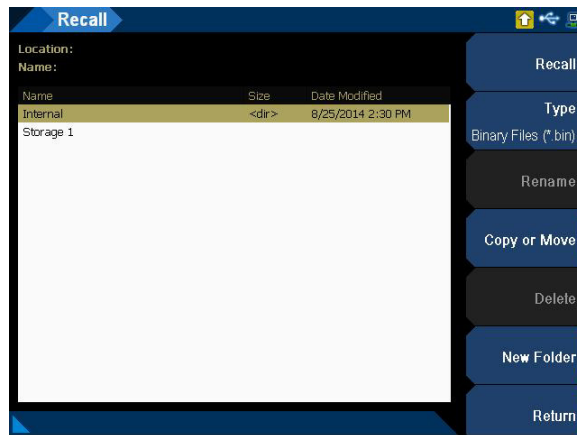 Recall
Location:
Name:
Name Size Date Modified
Internal <dir> 8/25/2014 2:30 PM
Storage 1
Recall
Type
Binary Files (*.bin)
Rename
Copy or Move
Delete
New Folder
Return